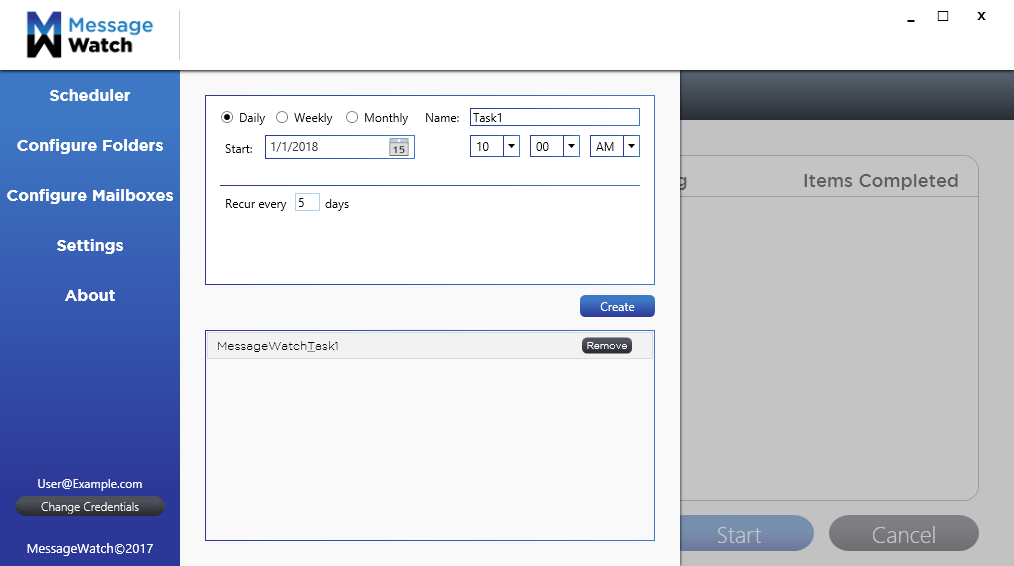 Message
Watch
X
Scheduler
Configure Folders
Configure Mailboxes
Settings
About
User@Example.com
Change Credentials
MessageWatch©2017
Daily Weekly Monthly Name: Task1
Start: 1/1/2018 15 10 00 AM
Recur every 5 days
Create
MessageWatchTask1 Remove
g Items Completed
Start Cancel